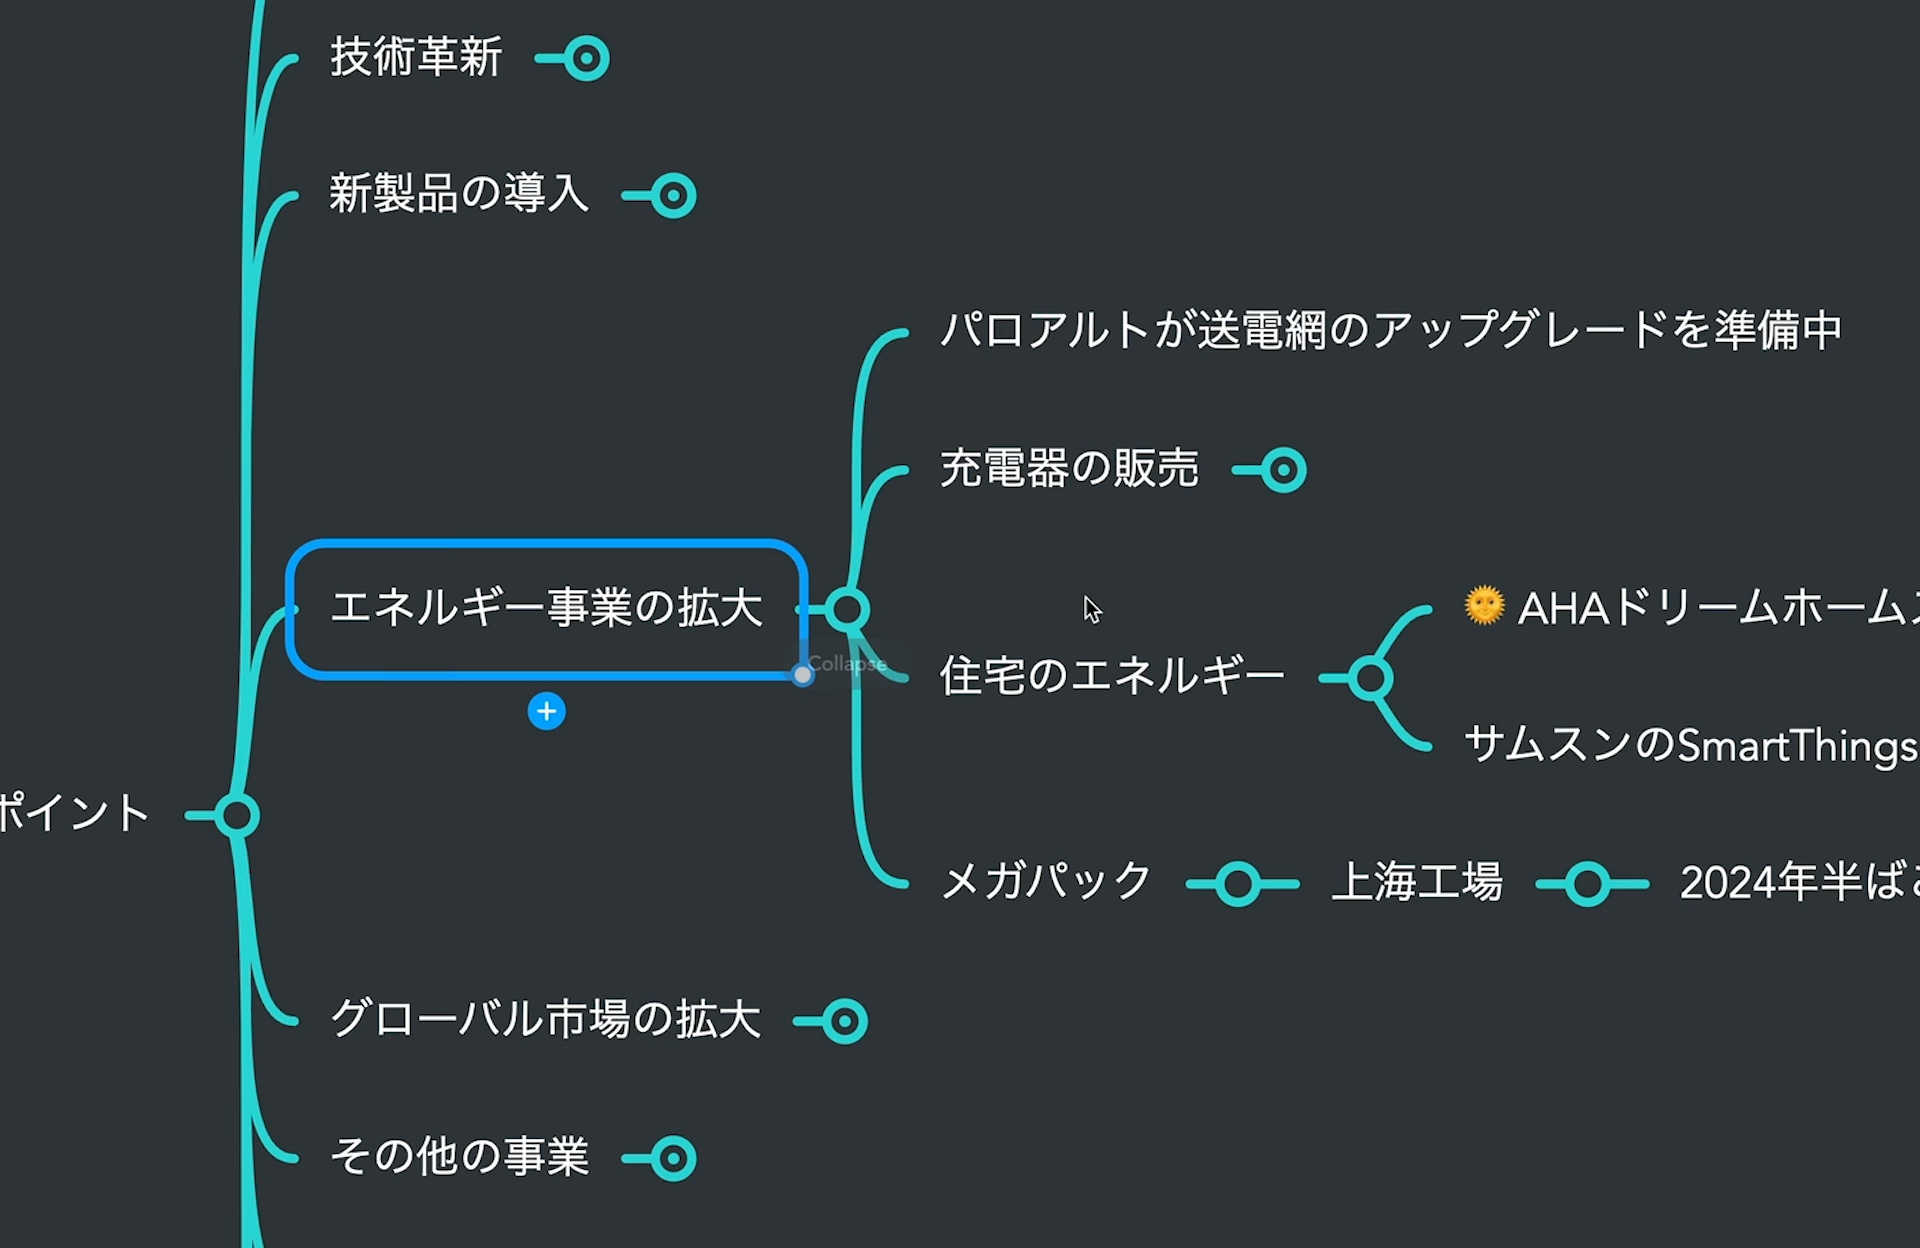 技術革新
新製品の導入
パロアルトが送電網のアップグレードを準備中
充電器の販売
エネルギー事業の拡大
AHAドリームホーム
Collapse
住宅のエネルギー
サムスンのSmartThings
ポイント
メガパック
上海工場
2024年半ば
グローバル市場の拡大
その他の事業